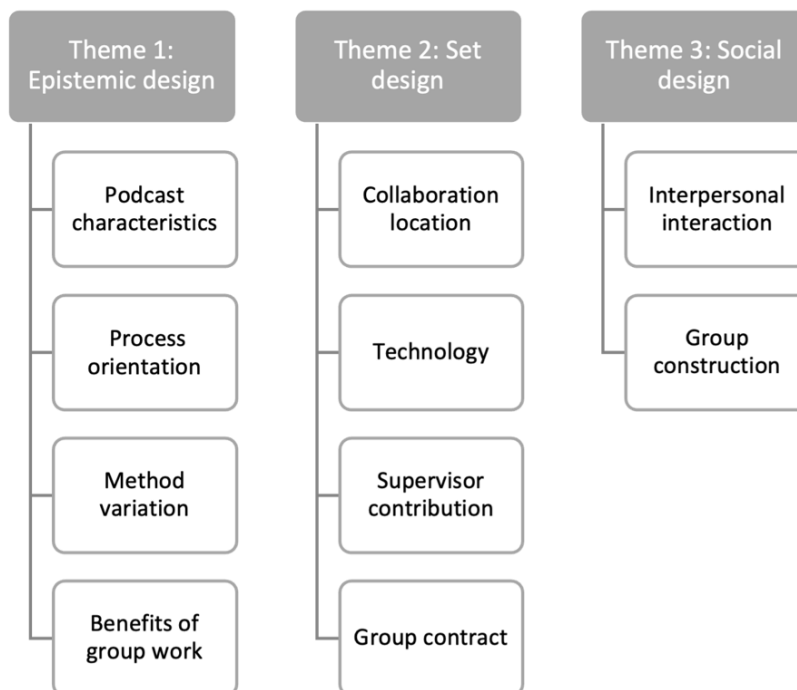 Theme 1:
Epistemic design
Podcast
characteristics
Process
orientation
Method
variation
Benefits of
group work
Theme 2: Set
design
Collaboration
location
Technology
Supervisor
contribution
Group contract
Theme 3: Social
design
Interpersonal
interaction
Group
construction